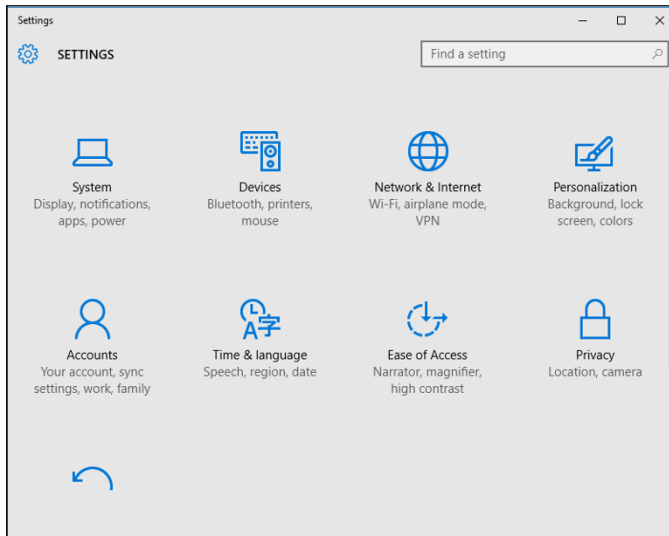 Settings
SETTINGS
Find a setting
System
Display, notifications,
apps, power
Devices
Bluetooth, printers,
mouse
Network & Internet
Wi-Fi, airplane mode,
VPN
Personalization
Background, lock
screen, colors
Accounts
Your account, sync
settings, work, family
Time & language
Speech, region, date
Ease of Access
Narrator, magnifier,
high contrast
Privacy
Location, camera